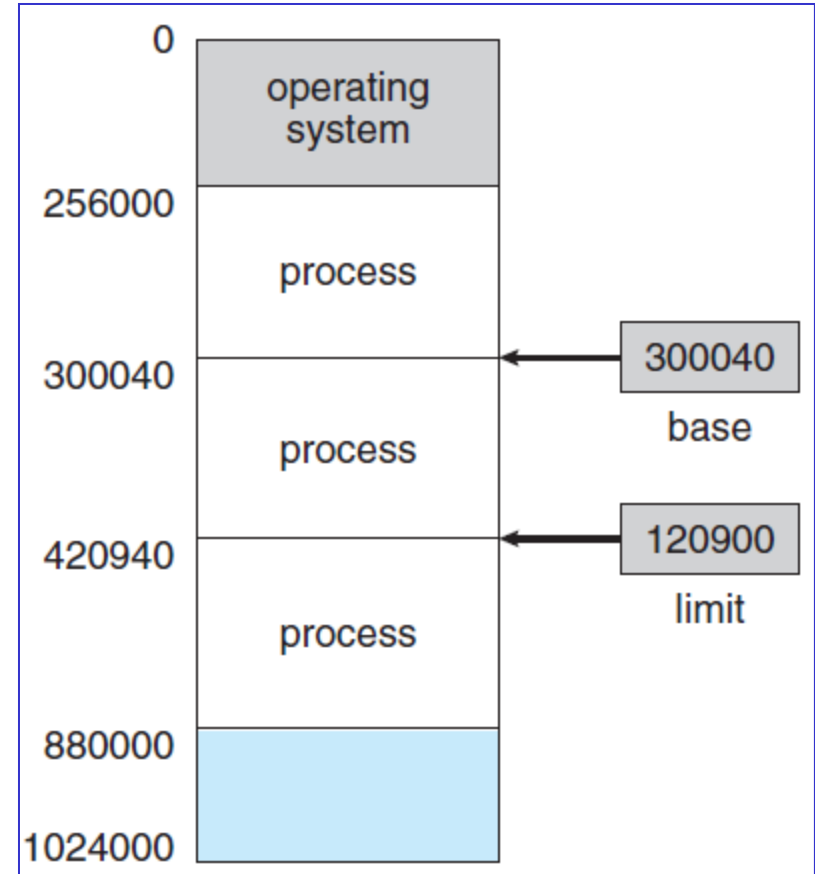 0
operating
system
256000
process
300040
300040
base
process
420940
120900
limit
process
880000
1024000